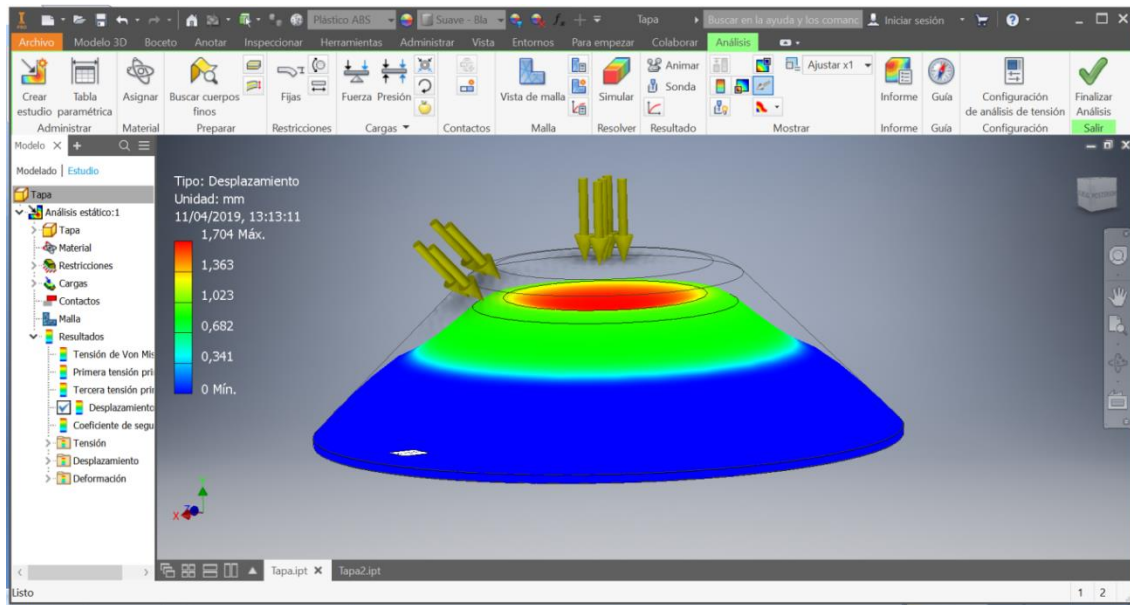 PRO
Plástico ABS
Suave - Bla
Tapa
Buscar en la ayuda y los comanc
Iniciar sesión
Archivo Modelo 3D Boceto Anotar Inspeccionar Herramientas Administrar Vista Entornos Para empezar Colaborar Análisis
Crear estudio
Tabla paramétrica
Asignar
Buscar cuerpos finos
Fijas
Fuerza Presión
Vista de malla
Simular
Animar
Sonda
Ajustar x1
Informe
Guía
Configuración de análisis de tensión
Finalizar Análisis
Administrar Material Preparar Restricciones Cargas Contactos Malla Resolver Resultado Mostrar Informe Guía Configuración Salir
Modelo
Modelado | Estudio
Tapa
Análisis estático:1
Tapa
Material
Restricciones
Cargas
Contactos
Malla
Resultados
Tensión de Von Mis
Primera tensión prin
Tercera tensión prin
Desplazamiento
Coeficiente de segu
Tensión
Desplazamiento
Deformación
Tipo: Desplazamiento
Unidad: mm
11/04/2019, 13:13:11
1,704 Máx.
1,363
1,023
0,682
0,341
0 Mín.
Y
X
Z
Tapa.ipt
Tapa2.ipt
Listo
1 2